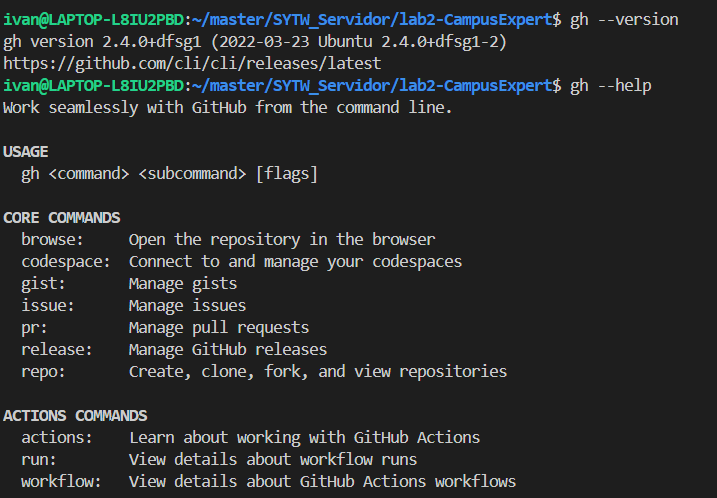 ivan@LAPTOP-L8IU2PBD:~/master/SYTW_Servidor/lab2-CampusExpert$ gh --version
gh version 2.4.0+dfsg1 (2022-03-23 Ubuntu 2.4.0+dfsg1-2)
https://github.com/cli/cli/releases/latest
ivan@LAPTOP-L8IU2PBD:~/master/SYTW_Servidor/lab2-CampusExpert$ gh --help
Work seamlessly with GitHub from the command line.

USAGE
  gh <command> <subcommand> [flags]

CORE COMMANDS
  browse:     Open the repository in the browser
  codespace:  Connect to and manage your codespaces
  gist:       Manage gists
  issue:      Manage issues
  pr:         Manage pull requests
  release:    Manage GitHub releases
  repo:       Create, clone, fork, and view repositories

ACTIONS COMMANDS
  actions:    Learn about working with GitHub Actions
  run:        View details about workflow runs
  workflow:   View details about GitHub Actions workflows